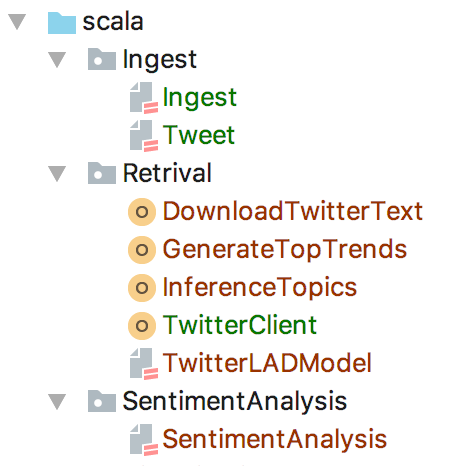 scala
Ingest
Ingest
Tweet
Retrival
DownloadTwitterText
GenerateTopTrends
InferenceTopics
TwitterClient
TwitterLADModel
SentimentAnalysis
SentimentAnalysis